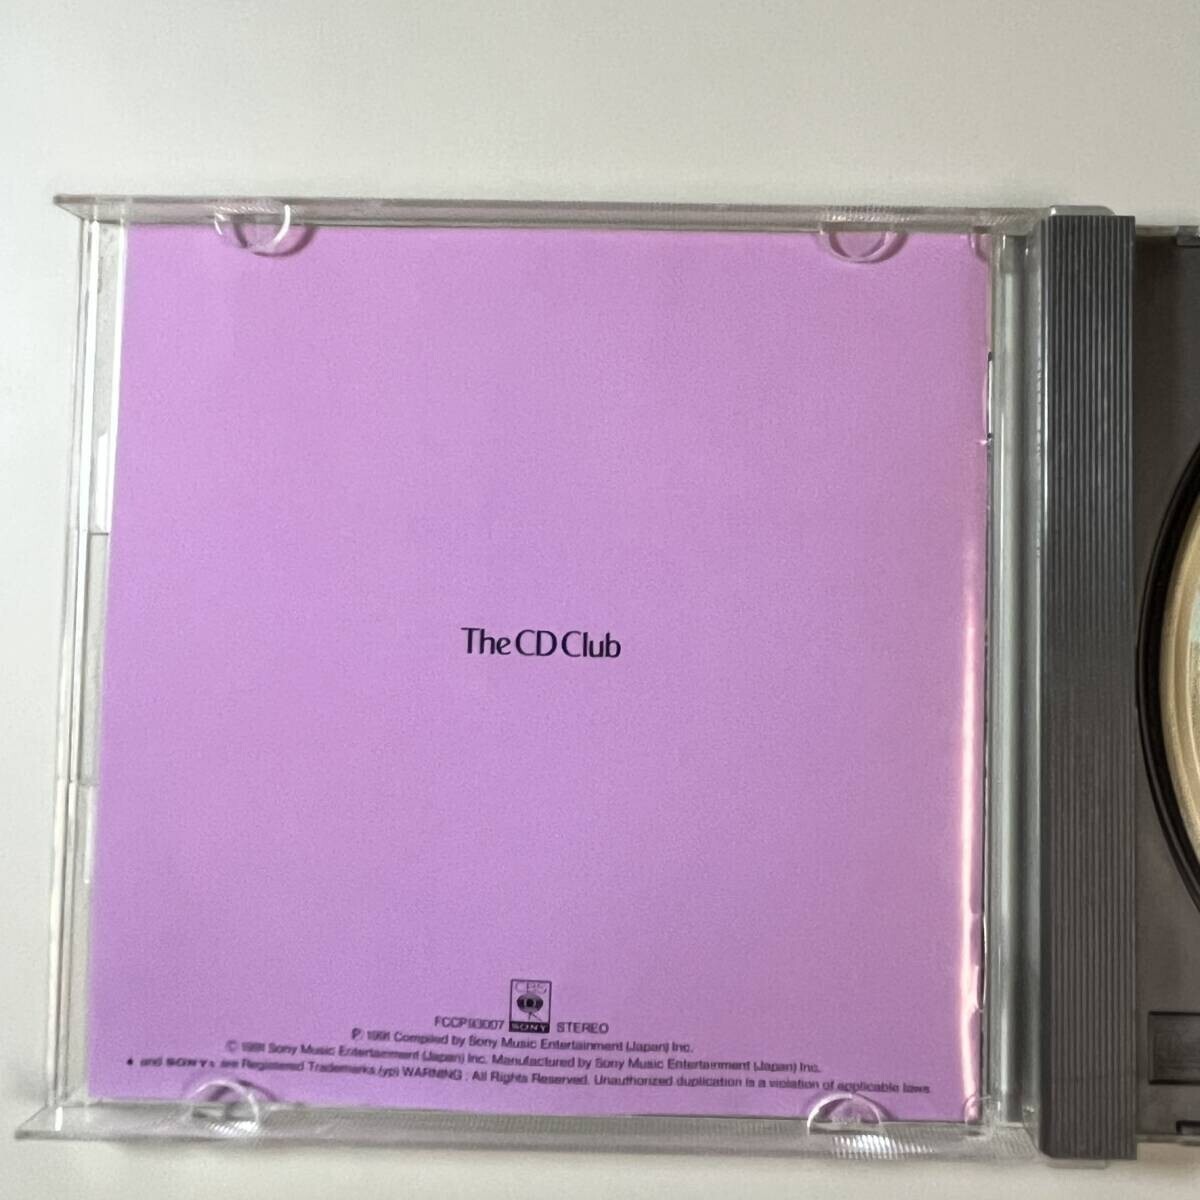 The CD Club
CBS
SONY
FCCP93007 STEREO
℗ 1991 Compiled by Sony Music Entertainment (Japan) Inc.
© 1991 Sony Music Entertainment (Japan) Inc. Manufactured by Sony Music Entertainment (Japan) Inc.
and SONY are Registered Trademarks (yp) WARNING : All Rights Reserved. Unauthorized duplication is a violation of applicable laws.